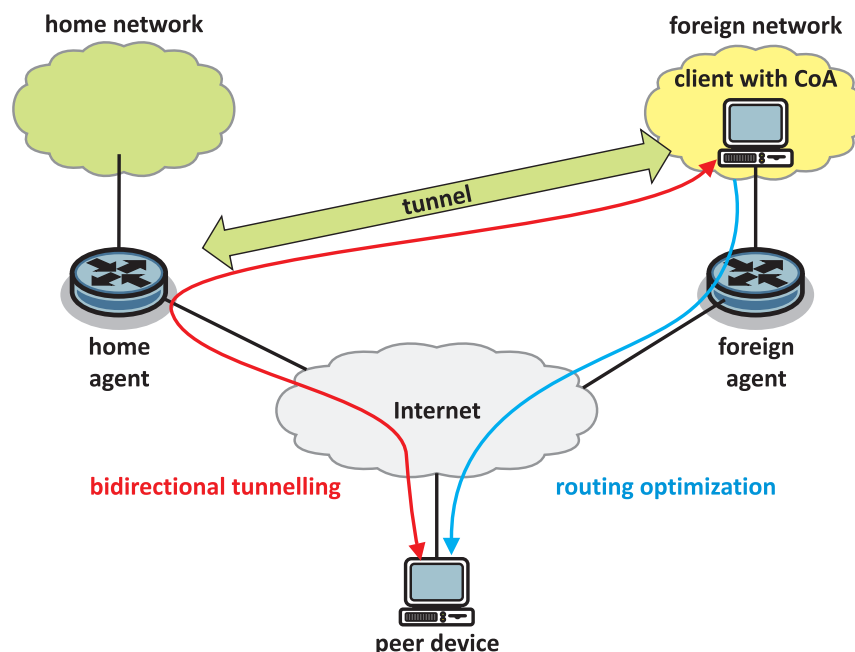 home network
foreign network
client with CoA
tunnel
home
agent
foreign
agent
Internet
bidirectional tunnelling
routing optimization
peer device